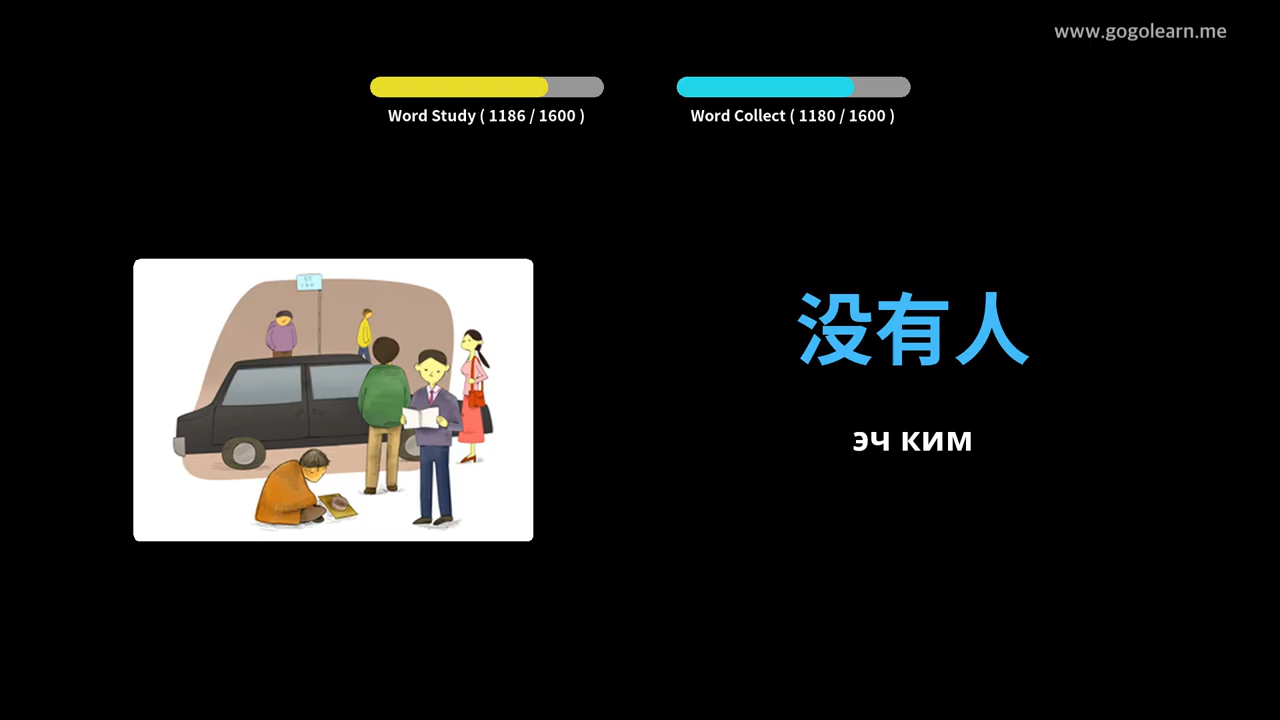 www.gogolearn.me
Word Study ( 1186 / 1600 )
Word Collect ( 1180 / 1600 )
没有人
эч ким